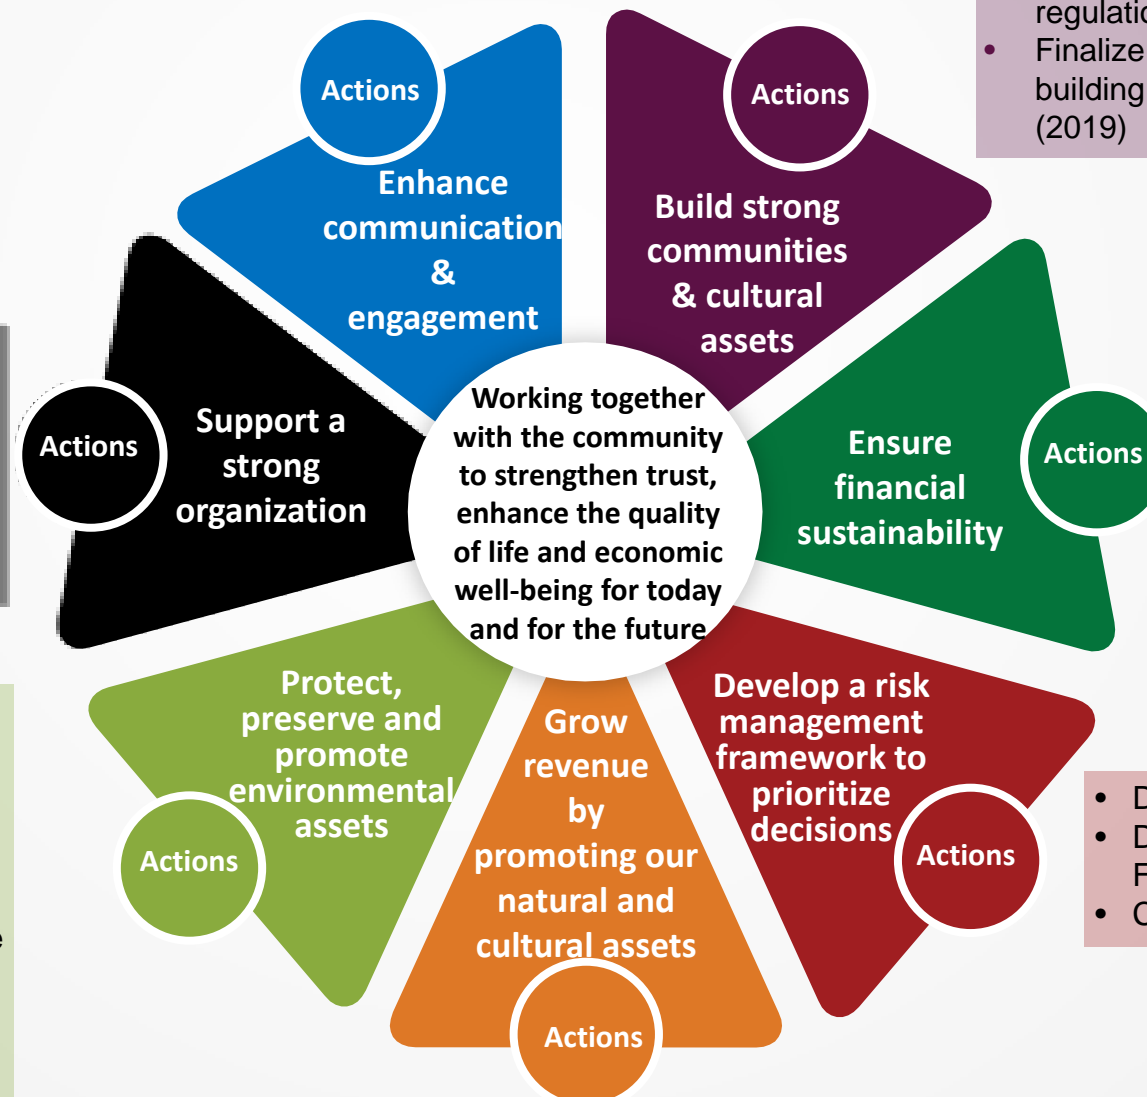 regulatio
• Finalize
building
(2019)
Actions
Enhance
communication
&
engagement
Actions
Build strong
communities
& cultural
assets
Actions
Support a
strong
organization
Working together
with the community
to strengthen trust,
enhance the quality
of life and economic
well-being for today
and for the future
Ensure
financial
sustainability
Actions
Protect,
preserve and
promote
environmental
assets
Actions
Grow
revenue
by
promoting our
natural and
cultural assets
Actions
Develop a risk
management
framework to
prioritize
decisions
Actions
• D
• D
F
• C
e